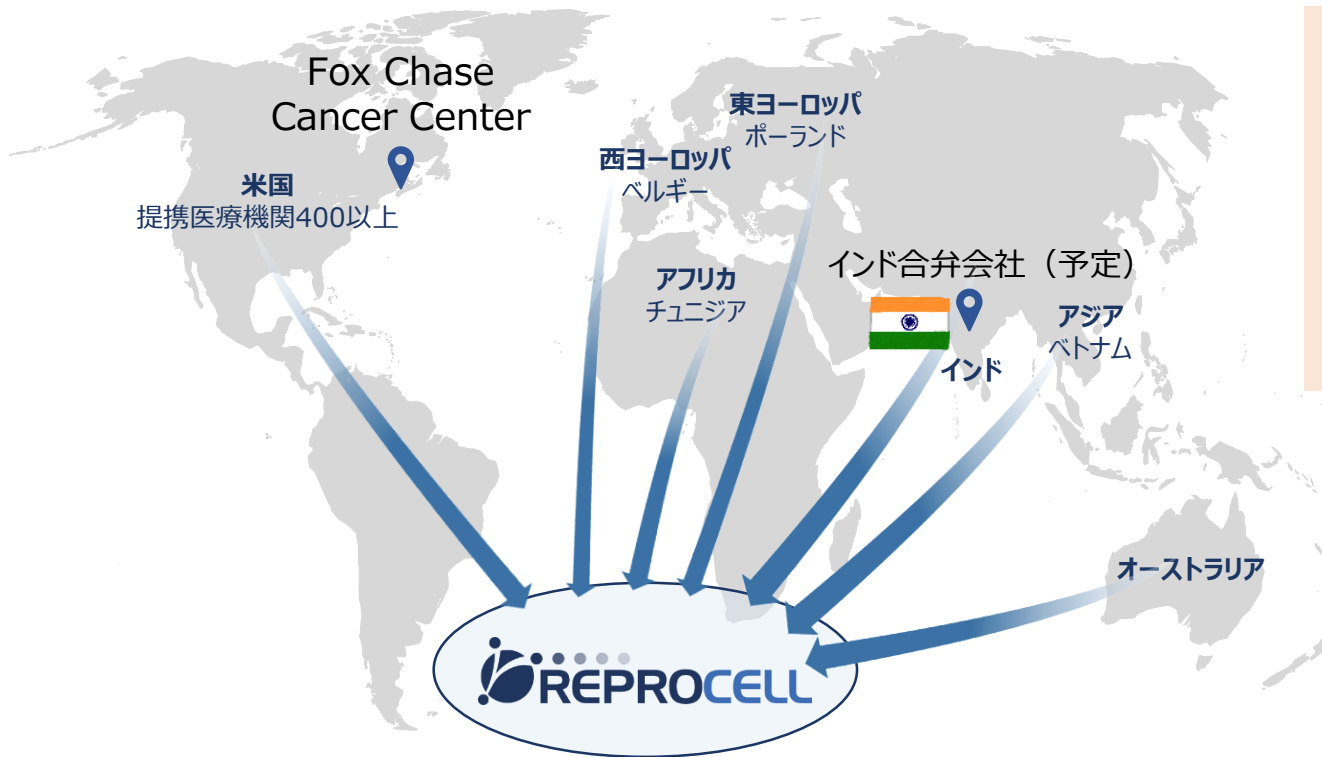 Fox Chase
Cancer Center
米国
提携医療機関400以上
西ヨーロッパ
ベルギー
東ヨーロッパ
ポーランド
アフリカ
チュニジア
インド合弁会社（予定）
インド
アジア
ベトナム
オーストラリア
REPROCELL